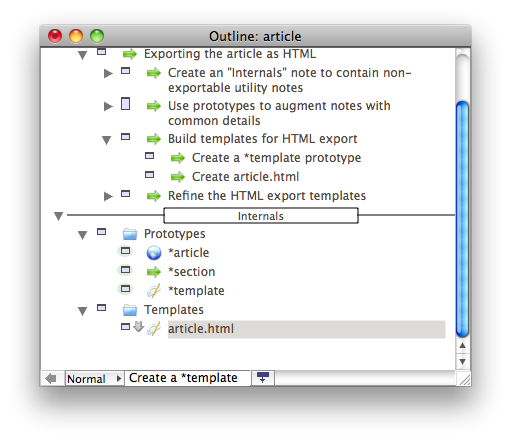 Outline: article
Exporting the article as HTML
Create an "Internals" note to contain non-
exportable utility notes
Use prototypes to augment notes with
common details
Build templates for HTML export
Create a *template prototype
Create article.html
Refine the HTML export templates
Internals
Prototypes
*article
*section
*template
Templates
article.html
Normal
Create a *template